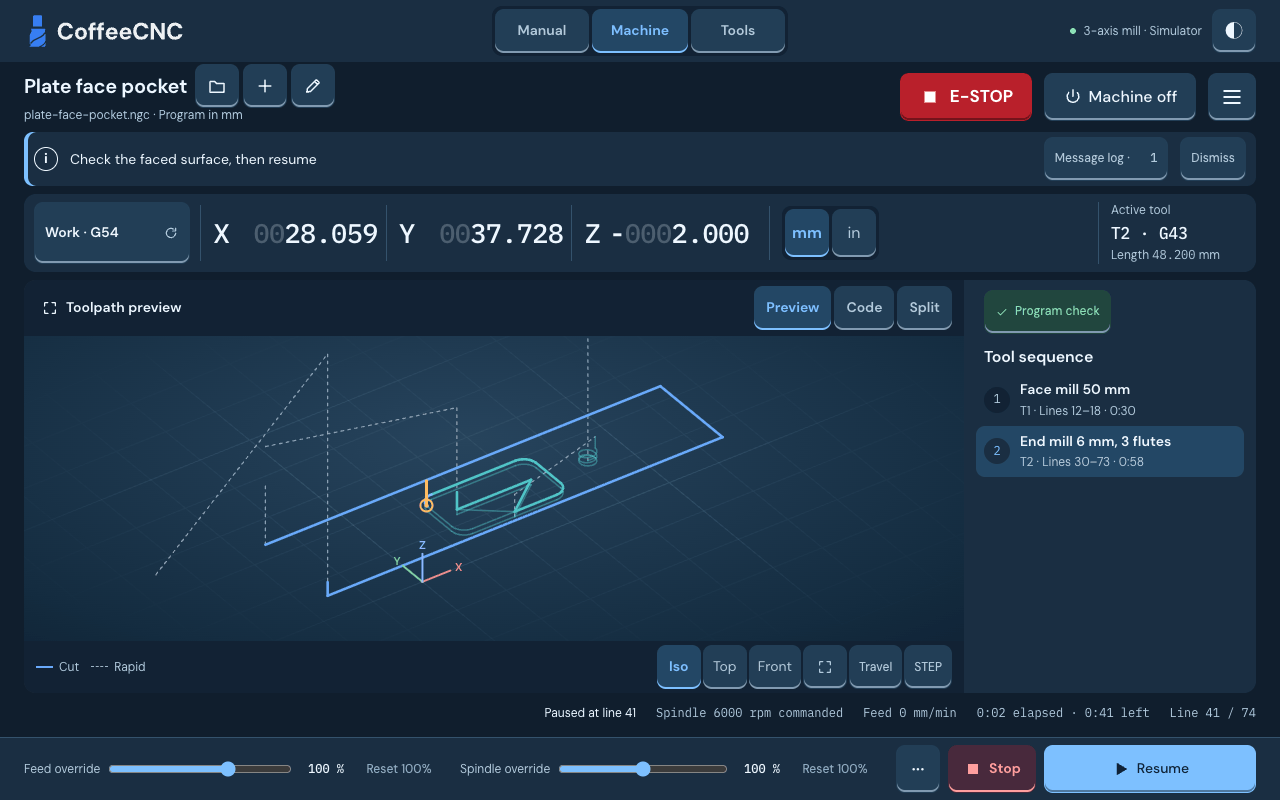 CoffeeCNC
Manual
Machine
Tools
3-axis mill · Simulator
Plate face pocket
plate-face-pocket.ngc · Program in mm
E-STOP
Machine off
Check the faced surface, then resume
Message log · 1
Dismiss
Work · G54
X 0028.059
Y 0037.728
Z -0002.000
mm
in
Active tool
T2 · G43
Length 48.200 mm
Toolpath preview
Preview
Code
Split
Z
Y
X
Cut
Rapid
Iso
Top
Front
Travel
STEP
Program check
Tool sequence
1
Face mill 50 mm
T1 · Lines 12–18 · 0:30
2
End mill 6 mm, 3 flutes
T2 · Lines 30–73 · 0:58
Paused at line 41
Spindle 6000 rpm commanded
Feed 0 mm/min
0:02 elapsed · 0:41 left
Line 41 / 74
Feed override
100 %
Reset 100%
Spindle override
100 %
Reset 100%
Stop
Resume